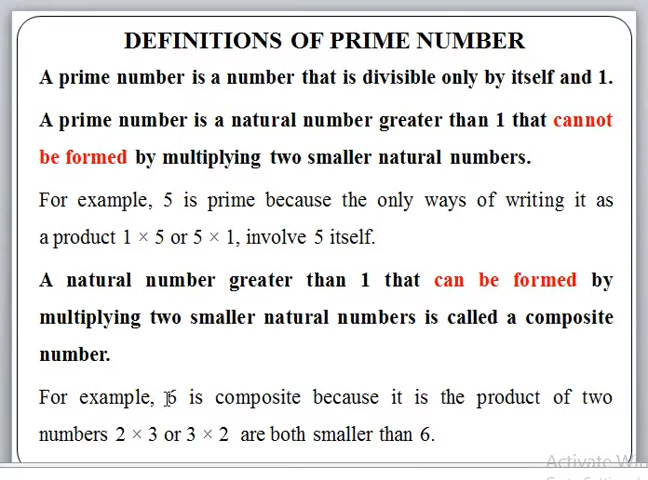 DEFINITIONS OF PRIME NUMBER
A prime number is a number that is divisible only by itself and 1.
A prime number is a natural number greater than 1 that cannot
be formed by multiplying two smaller natural numbers.
For example, 5 is prime because the only ways of writing it as
a product 1 × 5 or 5 × 1, involve 5 itself.
A natural number greater than 1 that can be formed by
multiplying two smaller natural numbers is called a composite
number.
For example, 6 is composite because it is the product of two
numbers 2 × 3 or 3 × 2 are both smaller than 6.
Activate